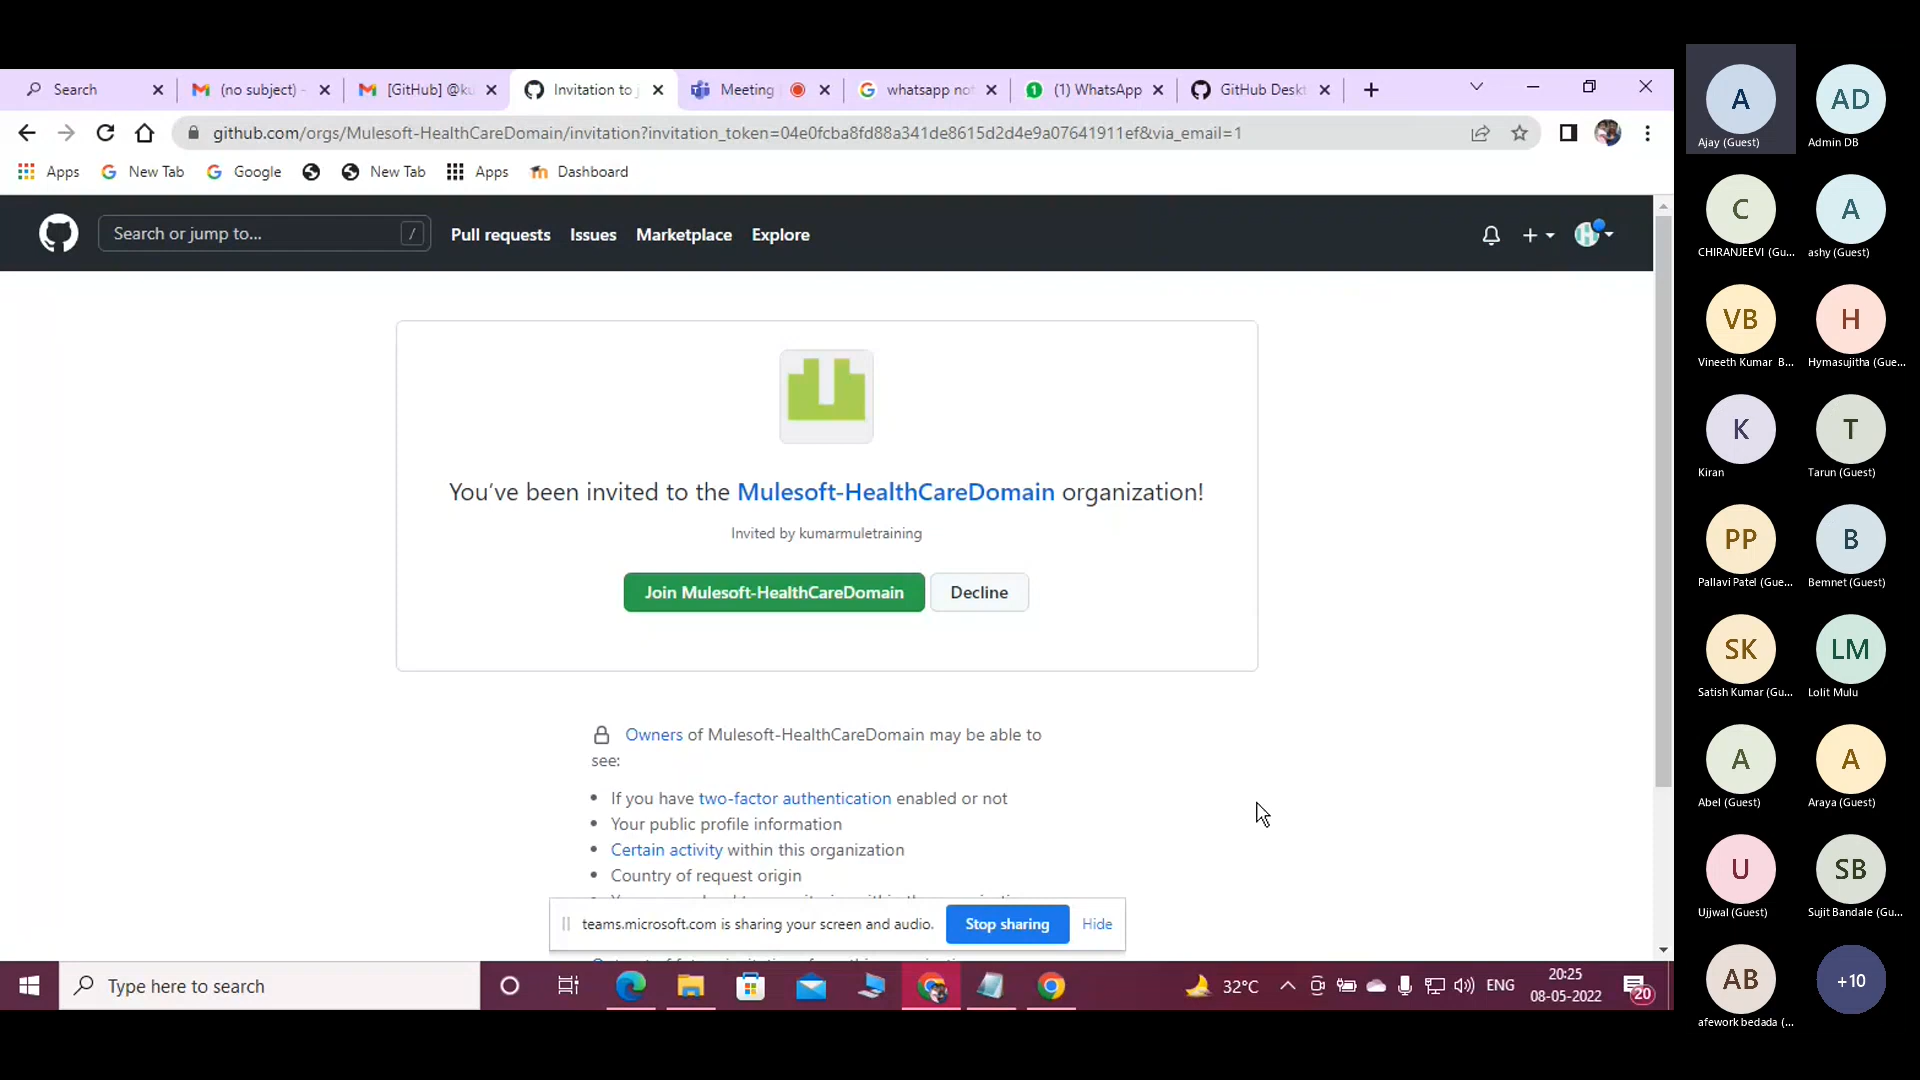 Search
(no subject) -
[GitHub] @ku
Invitation to j
Meeting
whatsapp no
(1) WhatsApp
GitHub Deskt
github.com/orgs/Mulesoft-HealthCareDomain/invitation?invitation_token=04e0fcba8fd88a341de8615d2d4e9a07641911ef&via_email=1
Apps
New Tab
Google
New Tab
Apps
Dashboard
Search or jump to... /
Pull requests
Issues
Marketplace
Explore
You've been invited to the Mulesoft-HealthCareDomain organization!
Invited by kumarmuletraining
Join Mulesoft-HealthCareDomain
Decline
Owners of Mulesoft-HealthCareDomain may be able to
see:
If you have two-factor authentication enabled or not
Your public profile information
Certain activity within this organization
Country of request origin
teams.microsoft.com is sharing your screen and audio.
Stop sharing
Hide
Type here to search
32°C
ENG
20:25
08-05-2022
20
A
Ajay (Guest)
AD
Admin DB
C
CHIRANJEEVI (Gu...
A
ashy (Guest)
VB
Vineeth Kumar B...
H
Hymasujitha (Gue...
K
Kiran
T
Tarun (Guest)
PP
Pallavi Patel (Gue...
B
Bemnet (Guest)
SK
Satish Kumar (Gu...
LM
Lolit Mulu
A
Abel (Guest)
A
Araya (Guest)
U
Ujjwal (Guest)
SB
Sujit Bandale (Gu...
AB
afework bedada (...
+10